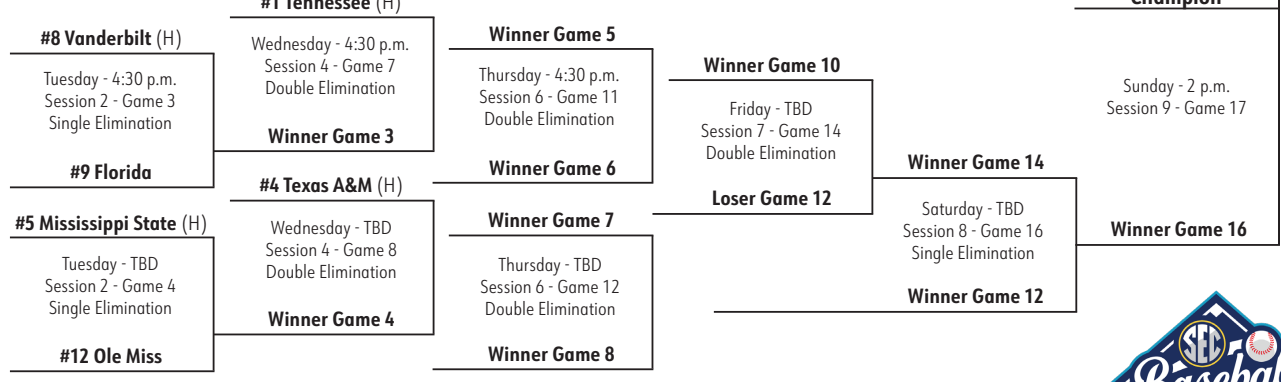 #1 Tennessee (H)
Champion
#8 Vanderbilt (H)
Tuesday - 4:30 p.m.
Session 2 - Game 3
Single Elimination
#9 Florida
#5 Mississippi State (H)
Tuesday - TBD
Session 2 - Game 4
Single Elimination
#12 Ole Miss
Wednesday - 4:30 p.m.
Session 4 - Game 7
Double Elimination
Winner Game 3
#4 Texas A&M (H)
Wednesday - TBD
Session 4 - Game 8
Double Elimination
Winner Game 4
Winner Game 5
Thursday - 4:30 p.m.
Session 6 - Game 11
Double Elimination
Winner Game 6
Winner Game 7
Thursday - TBD
Session 6 - Game 12
Double Elimination
Winner Game 8
Winner Game 10
Friday - TBD
Session 7 - Game 14
Double Elimination
Loser Game 12
Winner Game 14
Saturday - TBD
Session 8 - Game 16
Single Elimination
Winner Game 12
Sunday - 2 p.m.
Session 9 - Game 17
Winner Game 16
SEC